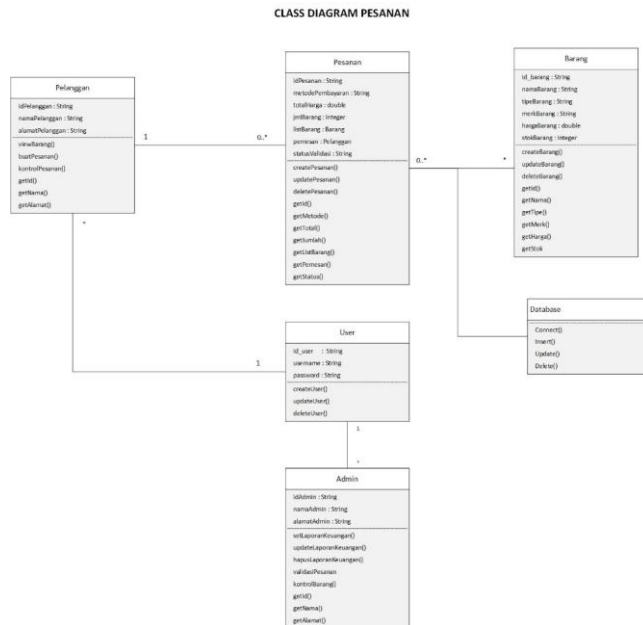 CLASS DIAGRAM PESANAN
Pelanggan
idPelanggan : String
namaPelanggan : String
alamatPelanggan : String
viewBarang()
buatPesanan()
kontrolPesanan()
getId()
getNama()
getAlamat()
1
0..*
Pesanan
idPesanan : String
metodePembayaran : String
totalHarga : double
jmlBarang : Integer
listBarang : Barang
pemesan : Pelanggan
statusValidasi : String
createPesanan()
updatePesanan()
deletePesanan()
getId()
getMetode()
getTotal()
getJumlah()
getListBarang()
getPemesan()
getStatus()
0..*
*
Barang
id_barang : String
namaBarang : String
tipeBarang : String
merkBarang : String
hargaBarang : double
stokBarang : Integer
createBarang()
updateBarang()
deleteBarang()
getId()
getNama()
getTipe()
getMerk()
getHarga()
getStok
Database
Connect()
Insert()
Update()
Delete()
*
1
User
id_user : String
username : String
password : String
createUser()
updateUser()
deleteUser()
1
*
Admin
idAdmin : String
namaAdmin : String
alamatAdmin : String
setLaporanKeuangan()
updateLaporanKeuangan()
hapusLaporanKeuangan()
validasiPesanan
kontrolBarang()
getId()
getNama()
getAlamat()